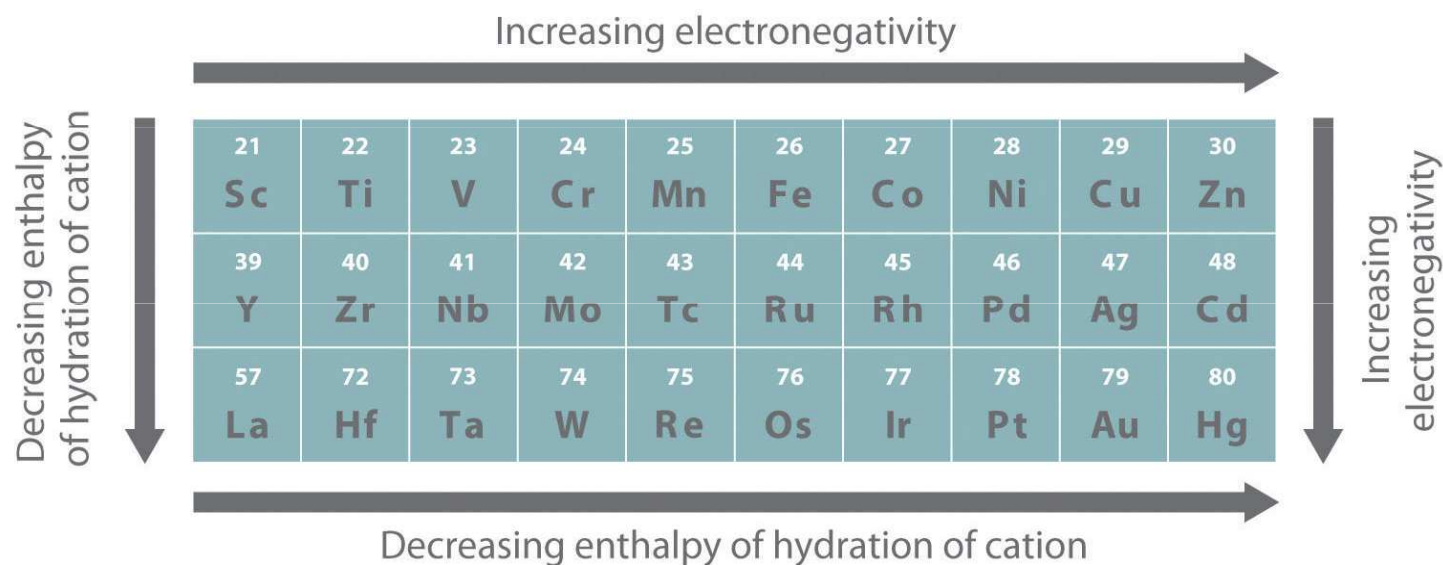 Increasing electronegativity
Decreasing enthalpy
of hydration of cation
21 22 23 24 25 26 27 28 29 30
Sc Ti V Cr Mn Fe Co Ni Cu Zn
39 40 41 42 43 44 45 46 47 48
Y Zr Nb Mo Tc Ru Rh Pd Ag Cd
57 72 73 74 75 76 77 78 79 80
La Hf Ta W Re Os Ir Pt Au Hg
Increasing
electronegativity
Decreasing enthalpy of hydration of cation